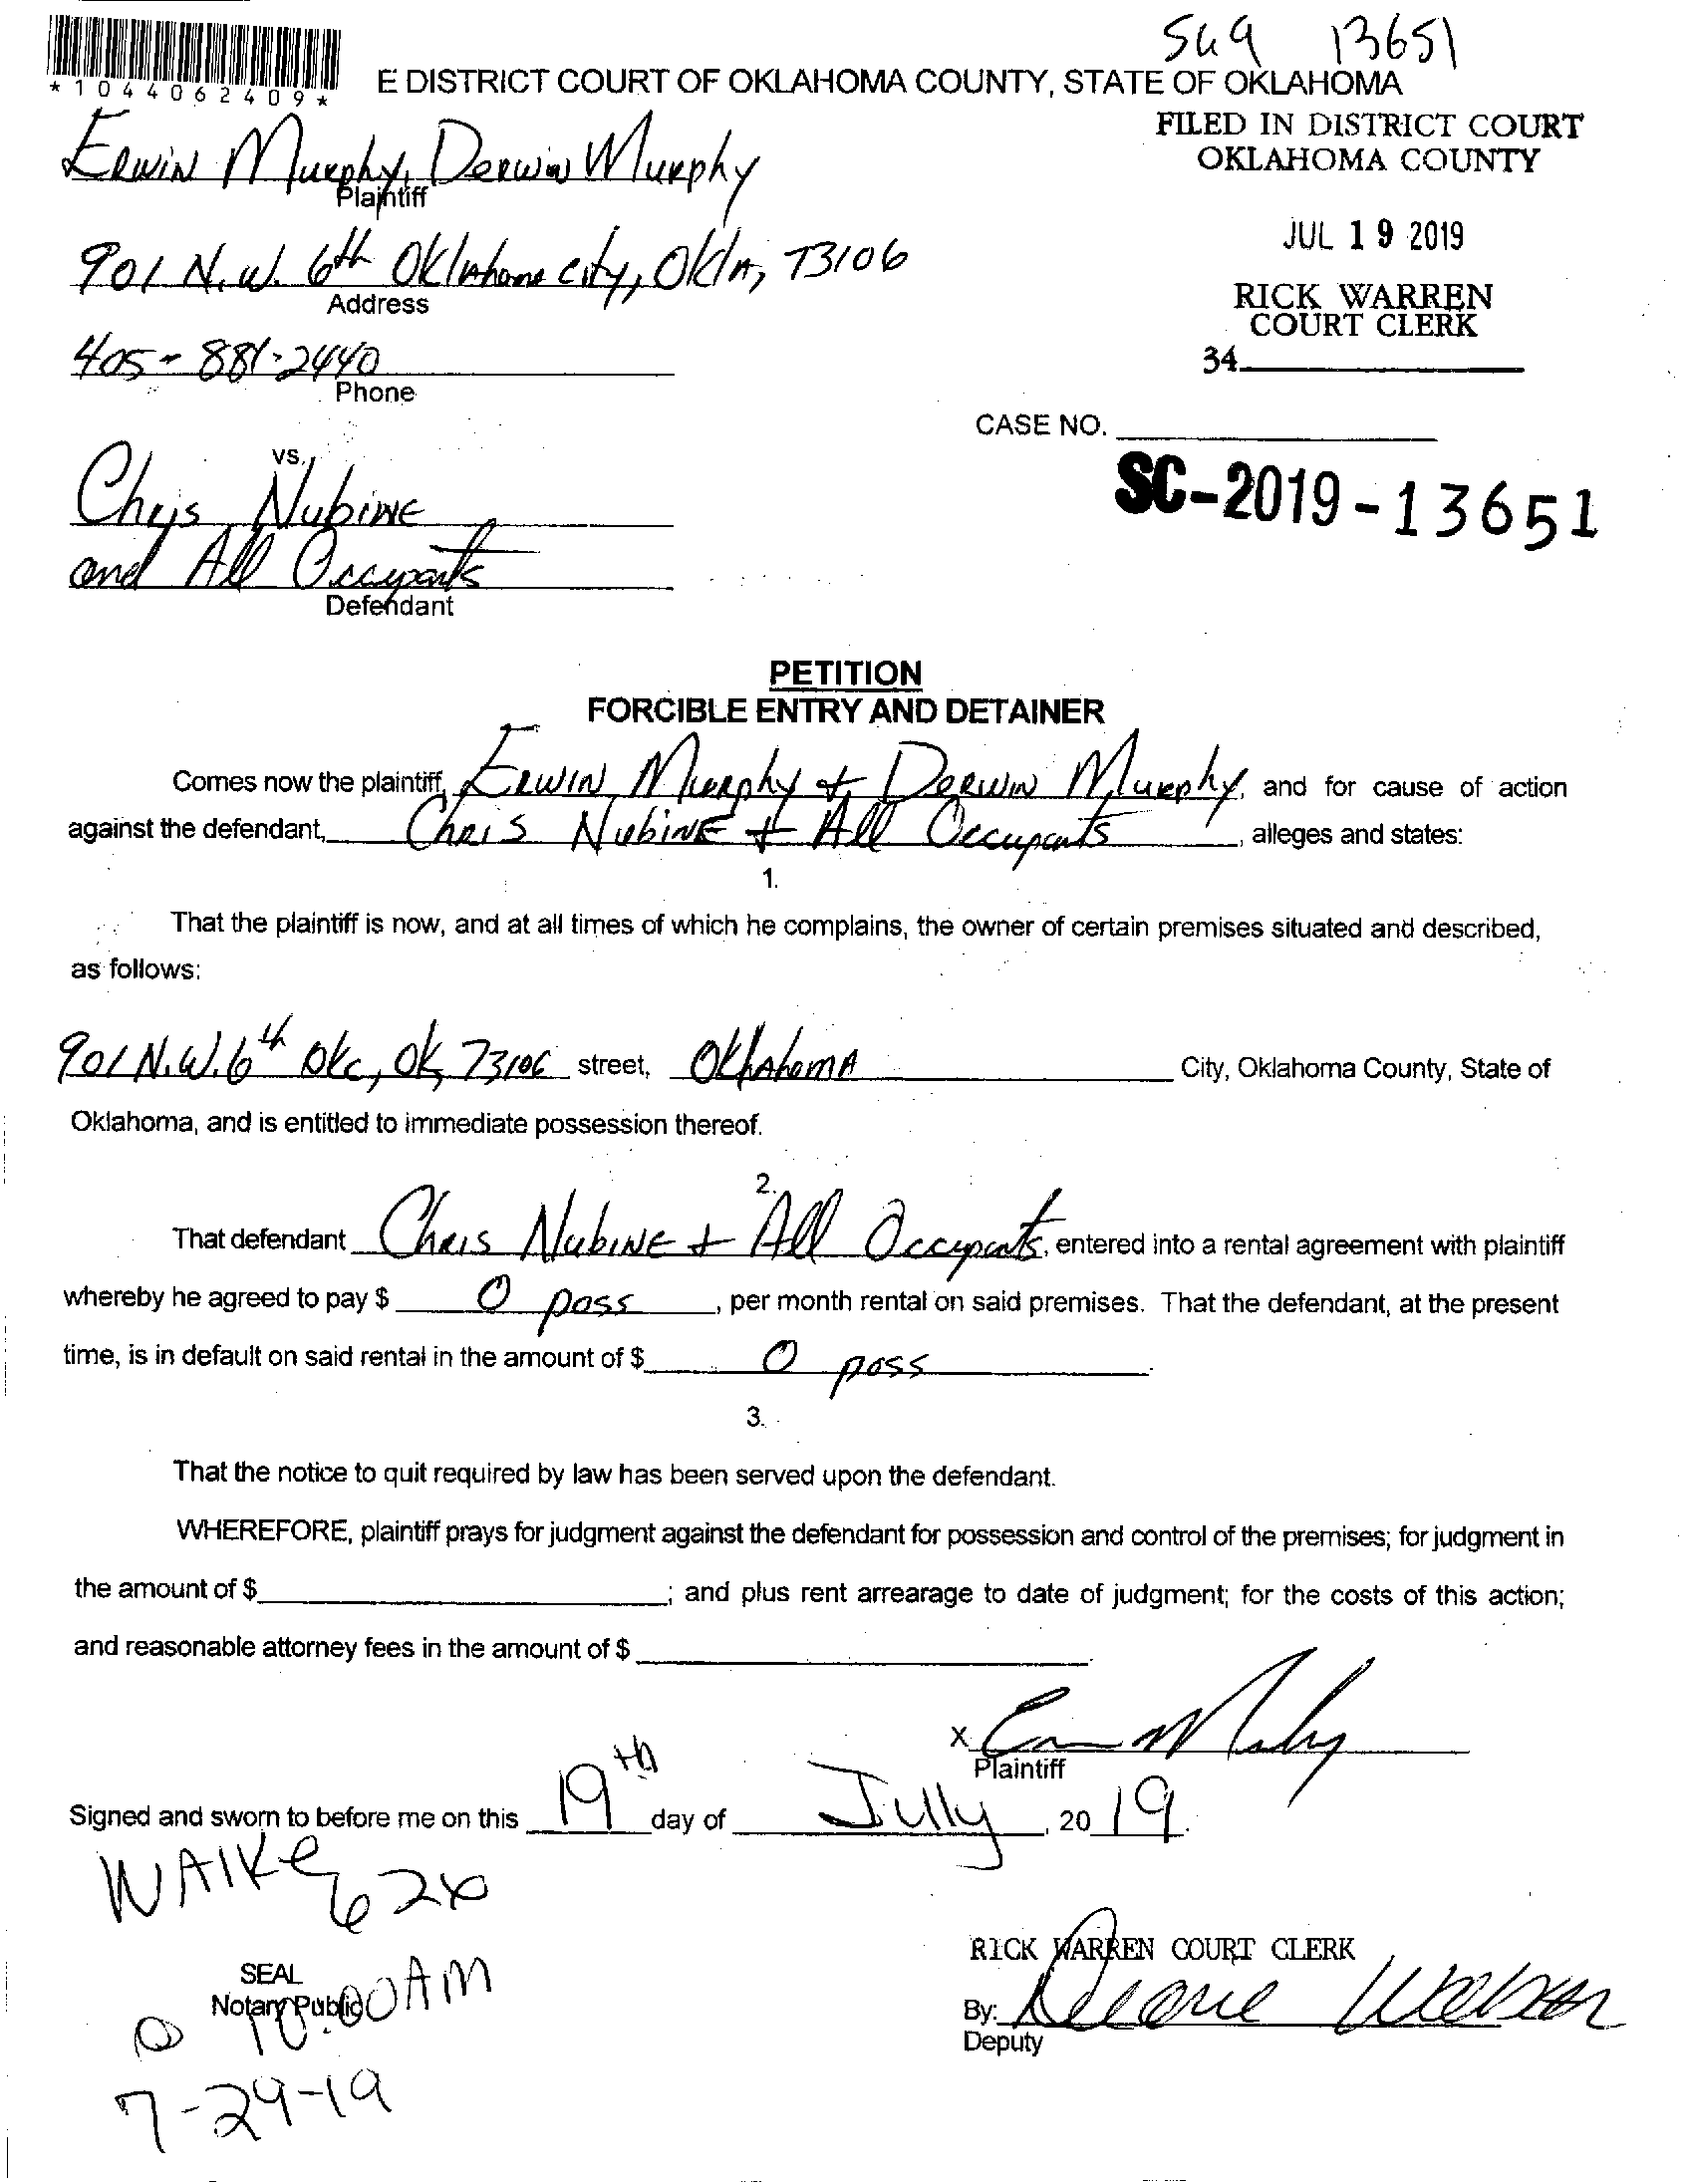 5149 13651
*1044062409*
E DISTRICT COURT OF OKLAHOMA COUNTY, STATE OF OKLAHOMA
FILED IN DISTRICT COURT
OKLAHOMA COUNTY
Erwin Murphy, Derwin Murphy
Plaintiff
JUL 19 2019
901 N.W. 6th Oklahoma city, Okla, 73106
Address
RICK WARREN
COURT CLERK
405-881-2440
Phone
34
CASE NO.
SC-2019-13651
vs.
Chris Nubine
and All Occupants
Defendant
PETITION
FORCIBLE ENTRY AND DETAINER
Comes now the plaintiff, Erwin Murphy + Derwin Murphy, and for cause of action
against the defendant, Chris Nubine + All Occupants, alleges and states:
1.
That the plaintiff is now, and at all times of which he complains, the owner of certain premises situated and described,
as follows:
901 N.W. 6th Okc, Ok, 73106 street, Oklahoma City, Oklahoma County, State of
Oklahoma, and is entitled to immediate possession thereof.
2.
That defendant Chris Nubine + All Occupants, entered into a rental agreement with plaintiff
whereby he agreed to pay $ 0 poss, per month rental on said premises. That the defendant, at the present
time, is in default on said rental in the amount of $ 0 poss.
3.
That the notice to quit required by law has been served upon the defendant.
WHEREFORE, plaintiff prays for judgment against the defendant for possession and control of the premises; for judgment in
the amount of $ ; and plus rent arrearage to date of judgment; for the costs of this action;
and reasonable attorney fees in the amount of $ .
X
Plaintiff
Signed and sworn to before me on this 19th day of Jully, 2019.
WAIKe
RICK WARREN COURT CLERK
SEAL
Notary Public
@ 10:00 AM
By:
Deputy
7-29-19